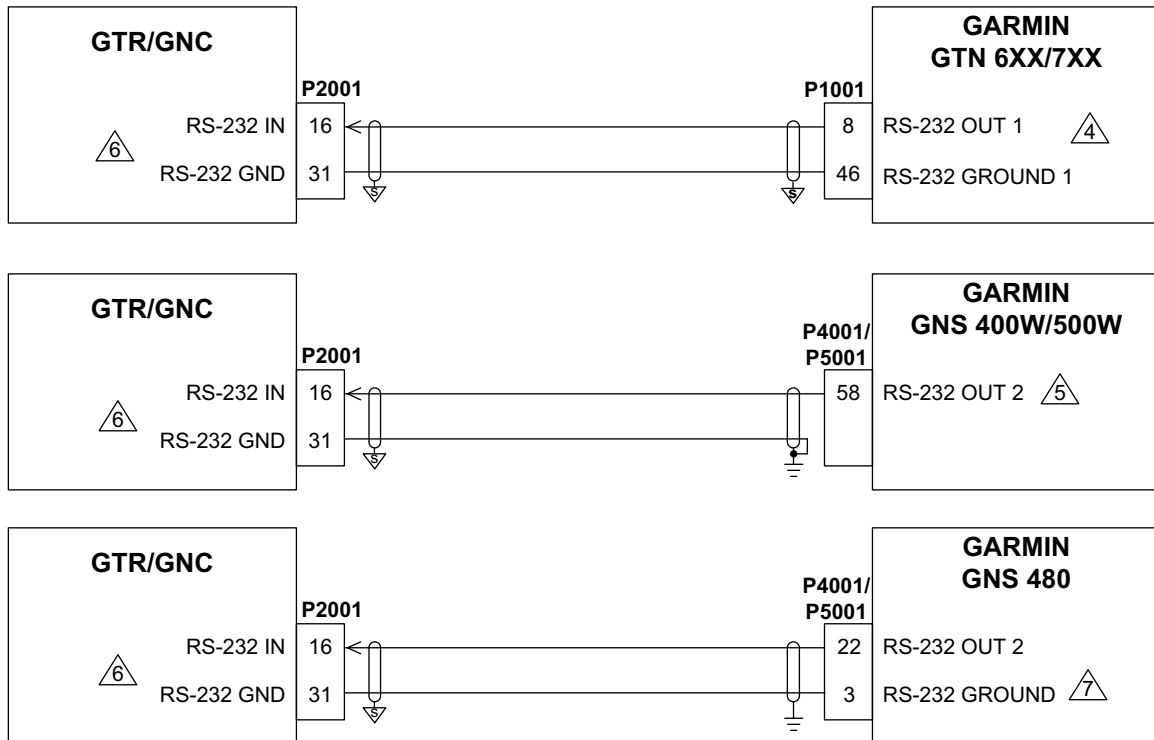 GTR/GNC
GARMIN
GTN 6XX/7XX
P2001
P1001
RS-232 IN 16
8 RS-232 OUT 1 4
6
RS-232 GND 31
46 RS-232 GROUND 1
S
S
GTR/GNC
GARMIN
GNS 400W/500W
P2001
P4001/
P5001
RS-232 IN 16
58 RS-232 OUT 2 5
6
RS-232 GND 31
S
GTR/GNC
GARMIN
GNS 480
P2001
P4001/
P5001
RS-232 IN 16
22 RS-232 OUT 2
6
RS-232 GND 31
3 RS-232 GROUND 7
S